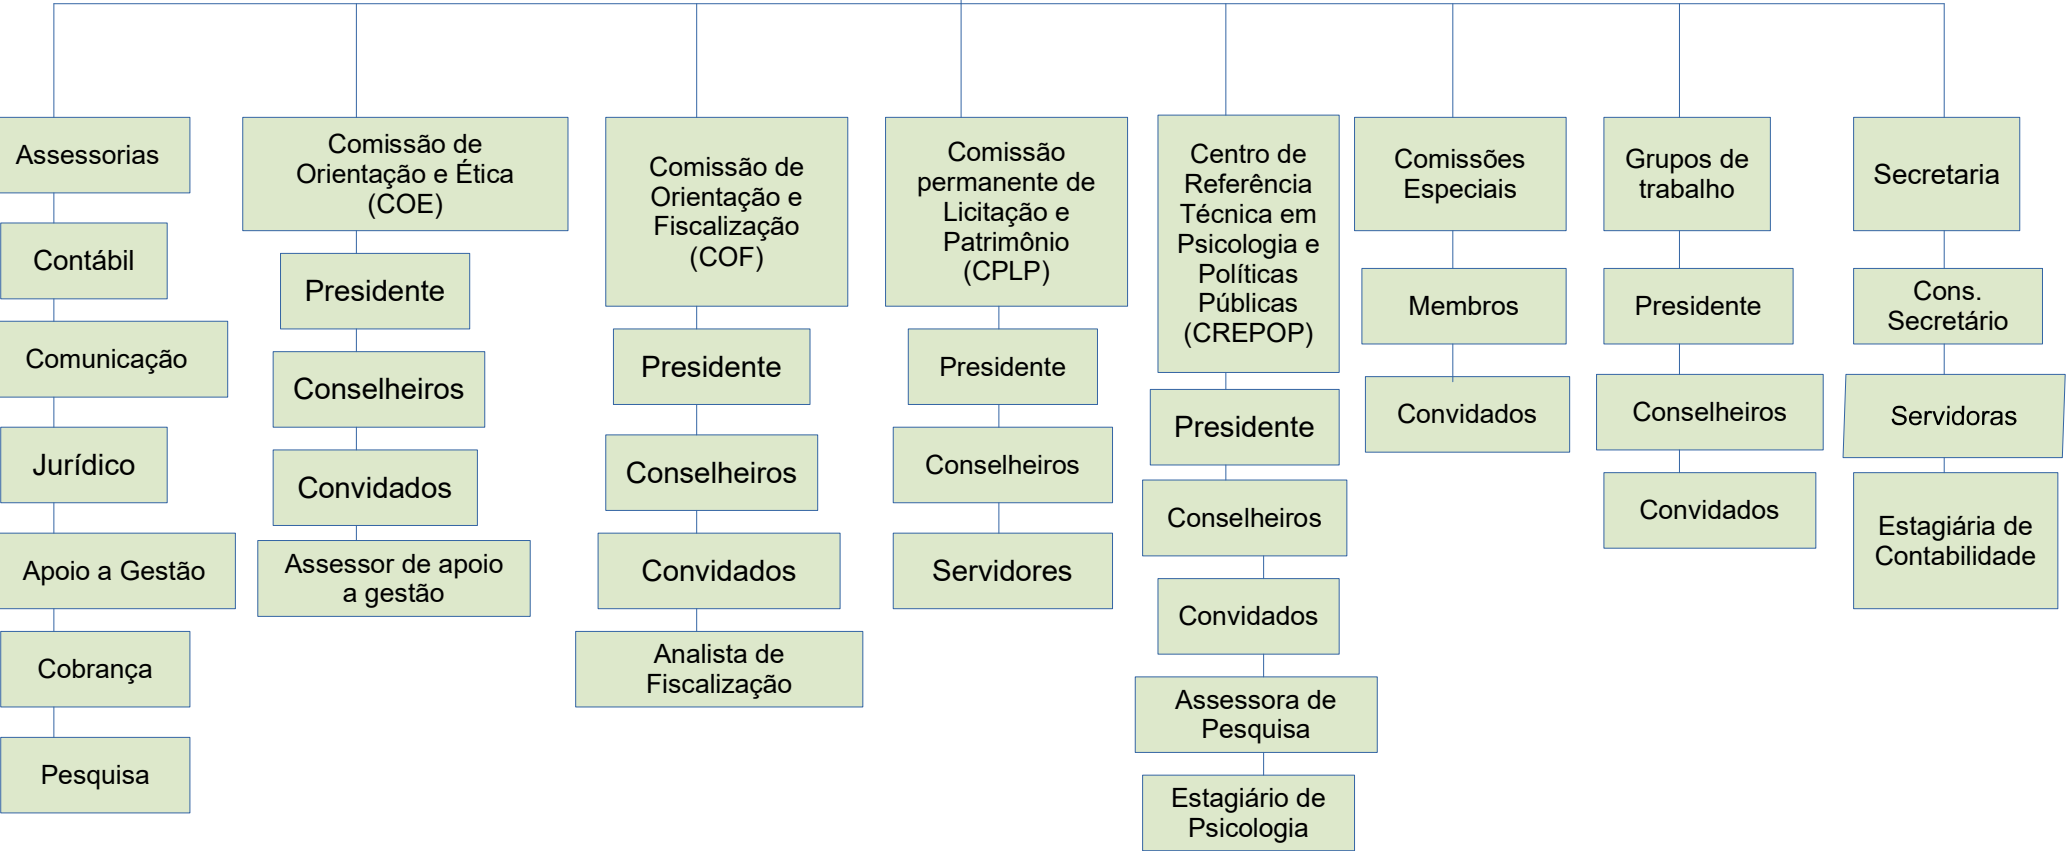 Assessorias
Contábil
Comunicação
Jurídico
Apoio a Gestão
Cobrança
Pesquisa
Comissão de
Orientação e Ética
(COE)
Presidente
Conselheiros
Convidados
Assessor de apoio
a gestão
Comissão de
Orientação e
Fiscalização
(COF)
Presidente
Conselheiros
Convidados
Analista de
Fiscalização
Comissão
permanente de
Licitação e
Patrimônio
(CPLP)
Presidente
Conselheiros
Servidores
Centro de
Referência
Técnica em
Psicologia e
Políticas
Públicas
(CREPOP)
Presidente
Conselheiros
Convidados
Assessora de
Pesquisa
Estagiário de
Psicologia
Comissões
Especiais
Membros
Convidados
Grupos de
trabalho
Presidente
Conselheiros
Convidados
Secretaria
Cons.
Secretário
Servidoras
Estagiária de
Contabilidade